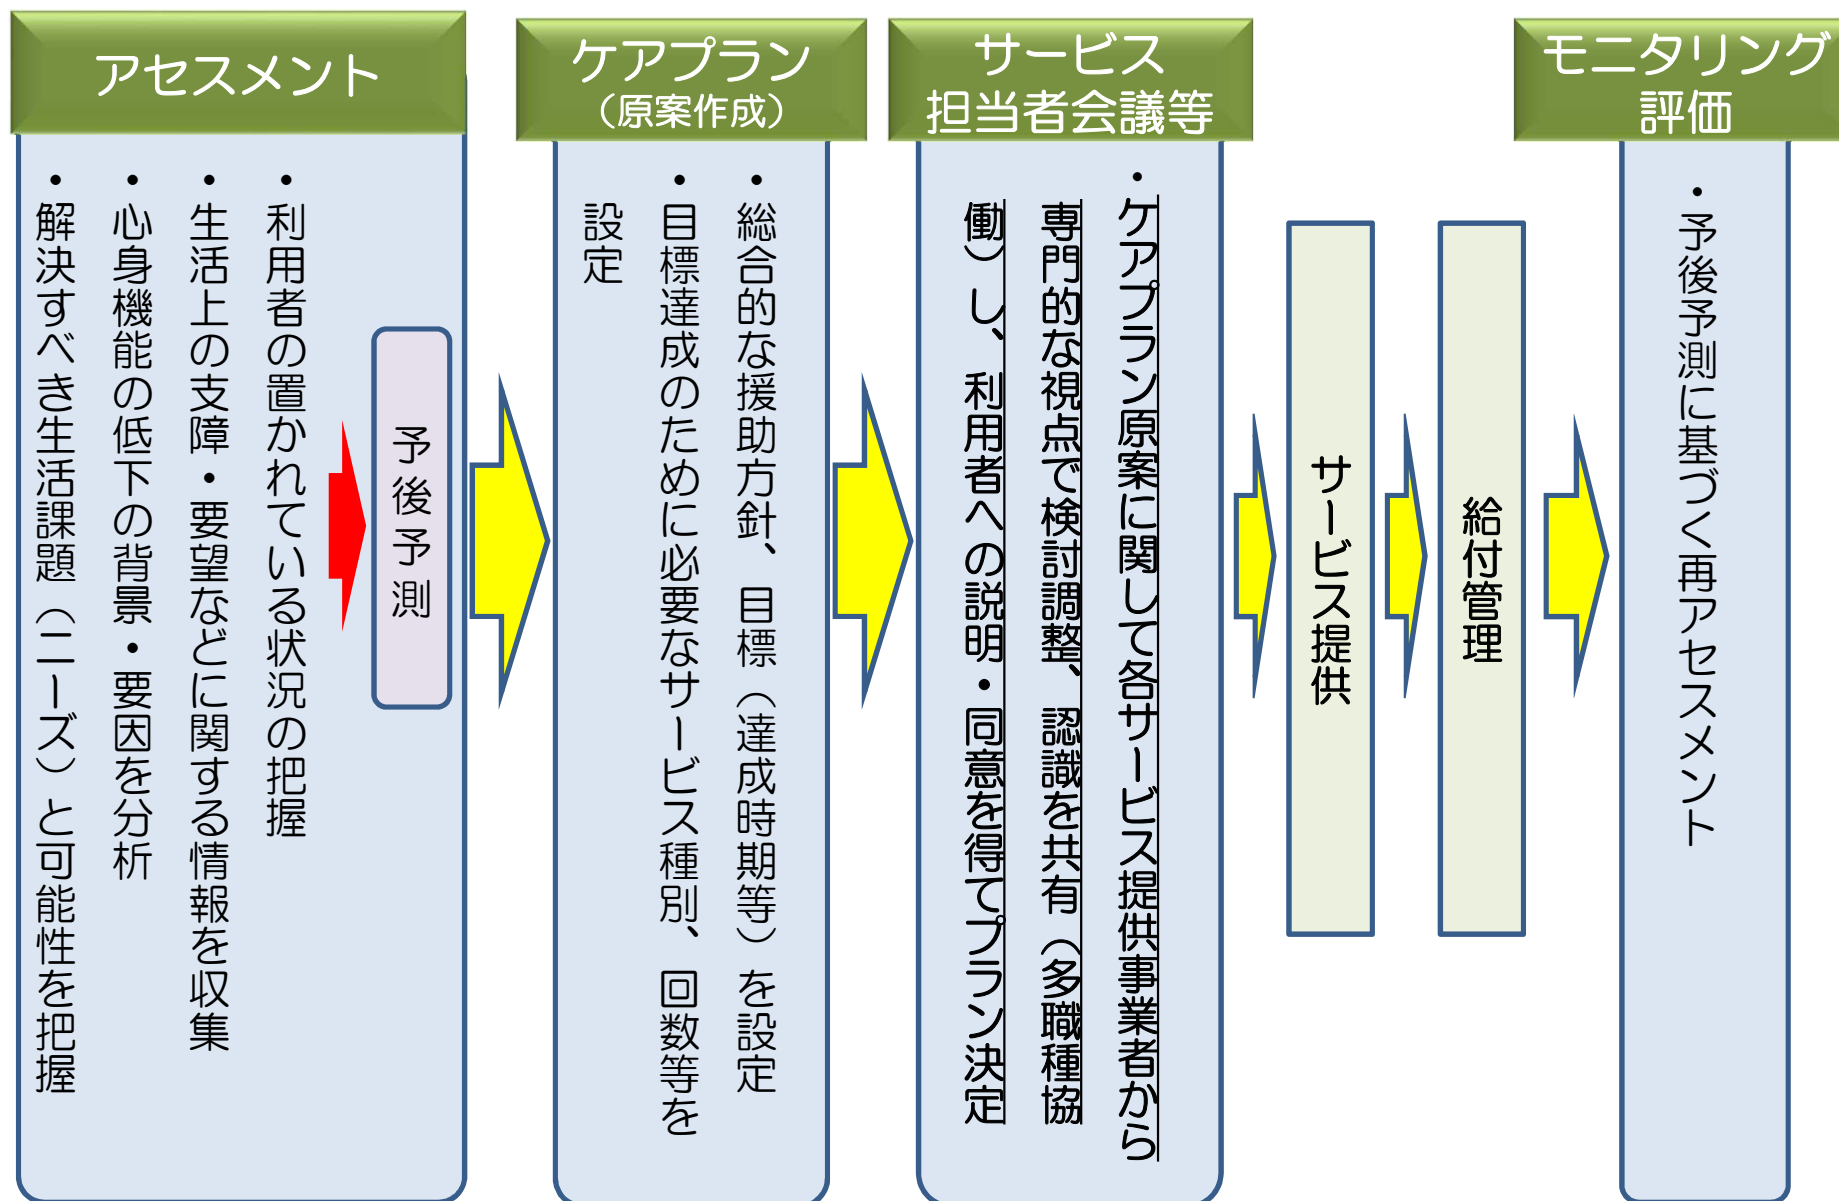 アセスメント
・利用者の置かれている状況の把握
・生活上の支障・要望などに関する情報を収集
・心身機能の低下の背景・要因を分析
・解決すべき生活課題（ニーズ）と可能性を把握
予後予測
ケアプラン
（原案作成）
・総合的な援助方針、目標（達成時期等）を設定
・目標達成のために必要なサービス種別、回数等を
設定
サービス
担当者会議等
・ケアプラン原案に関して各サービス提供事業者から
専門的な視点で検討調整、認識を共有（多職種協
働）し、利用者への説明・同意を得てプラン決定
サービス提供
給付管理
モニタリング
評価
・予後予測に基づく再アセスメント